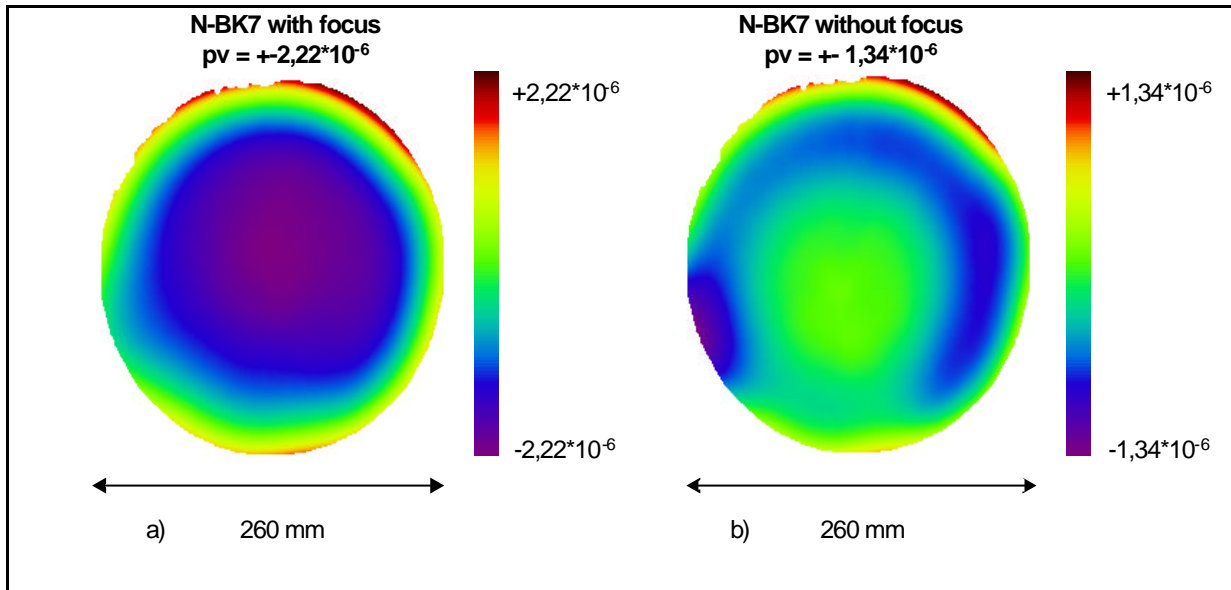 N-BK7 with focus
pv = +-2,22*10⁻⁶
+2,22*10⁻⁶
-2,22*10⁻⁶
a) 260 mm
N-BK7 without focus
pv = +- 1,34*10⁻⁶
+1,34*10⁻⁶
-1,34*10⁻⁶
b) 260 mm